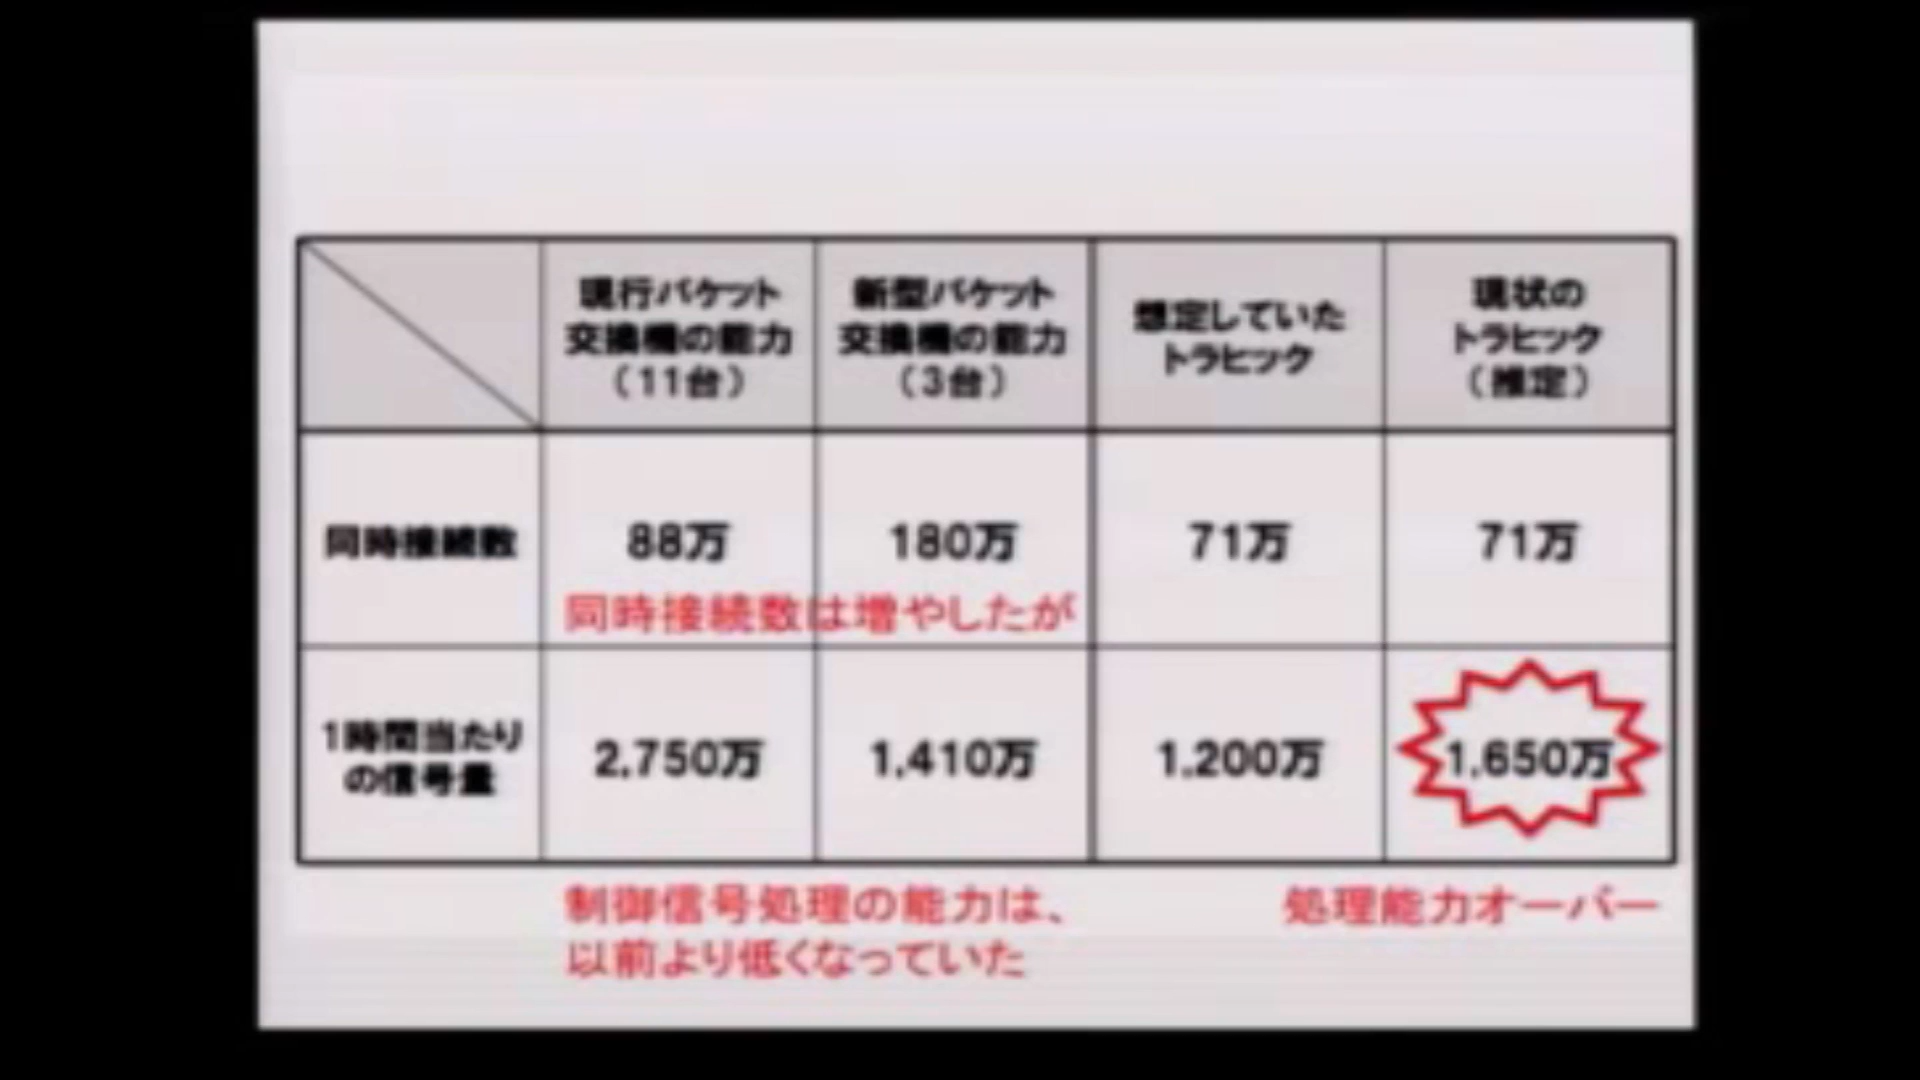 現行パケット
交換機の能力
（11台）
新型パケット
交換機の能力
（3台）
想定していた
トラヒック
現状の
トラヒック
（推定）
同時接続数
88万
180万
71万
71万
同時接続数は増やしたが
1時間当たり
の信号量
2,750万
1,410万
1,200万
1,650万
制御信号処理の能力は、
以前より低くなっていた
処理能力オーバー